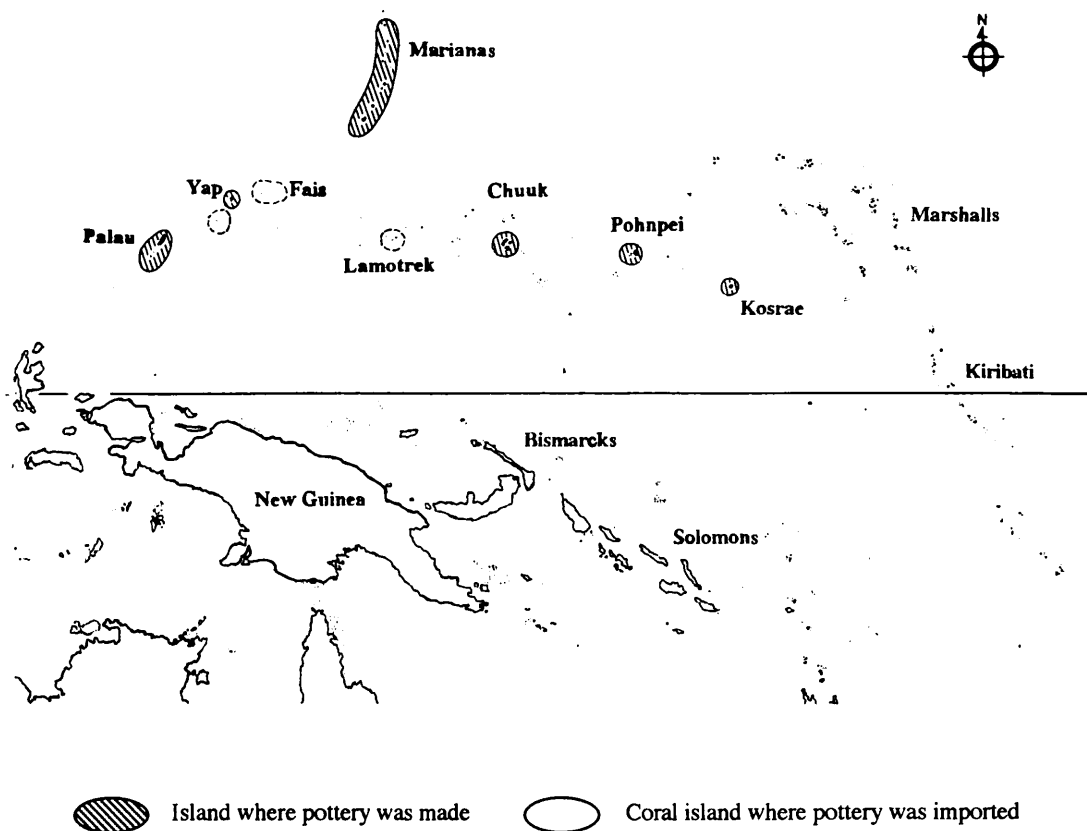 N
Marianas
Yap
Fais
Chuuk
Pohnpei
Marshalls
Palau
Lamotrek
Kosrae
Kiribati
Bismarcks
New Guinea
Solomons
Island where pottery was made
Coral island where pottery was imported